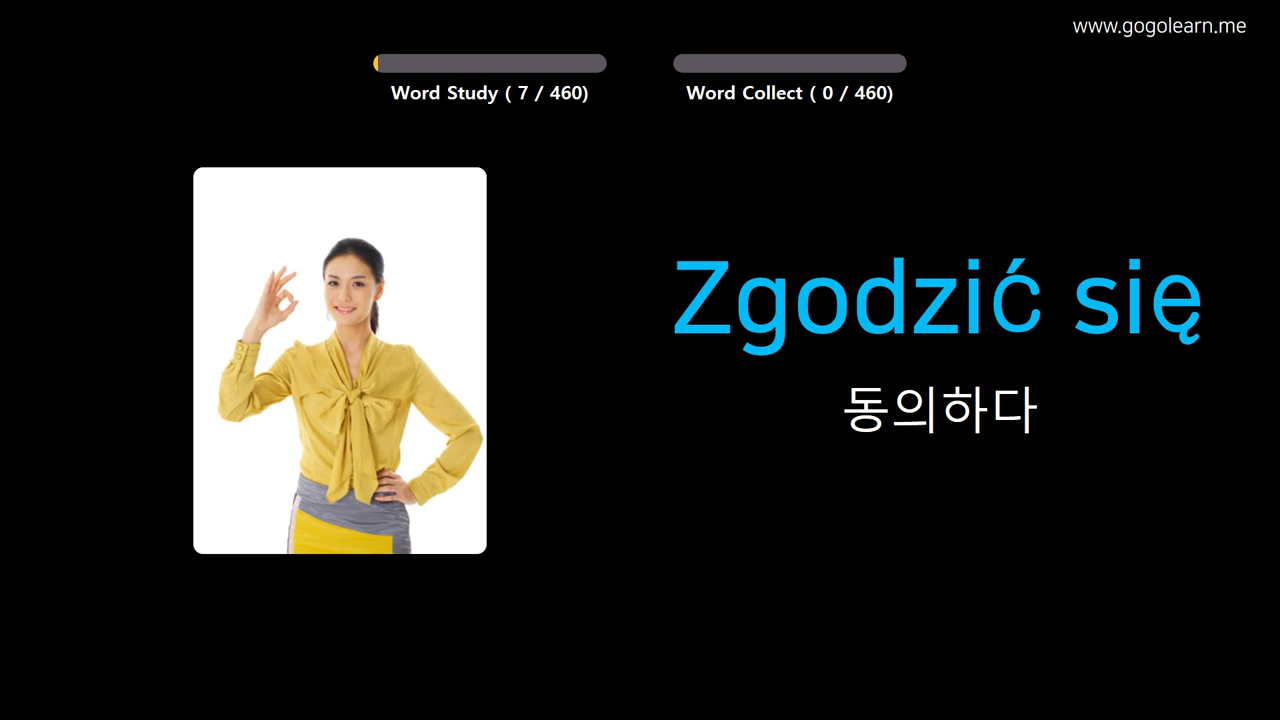 www.gogolearn.me
Word Study ( 7 / 460)
Word Collect ( 0 / 460)
Zgodzić się
동의하다